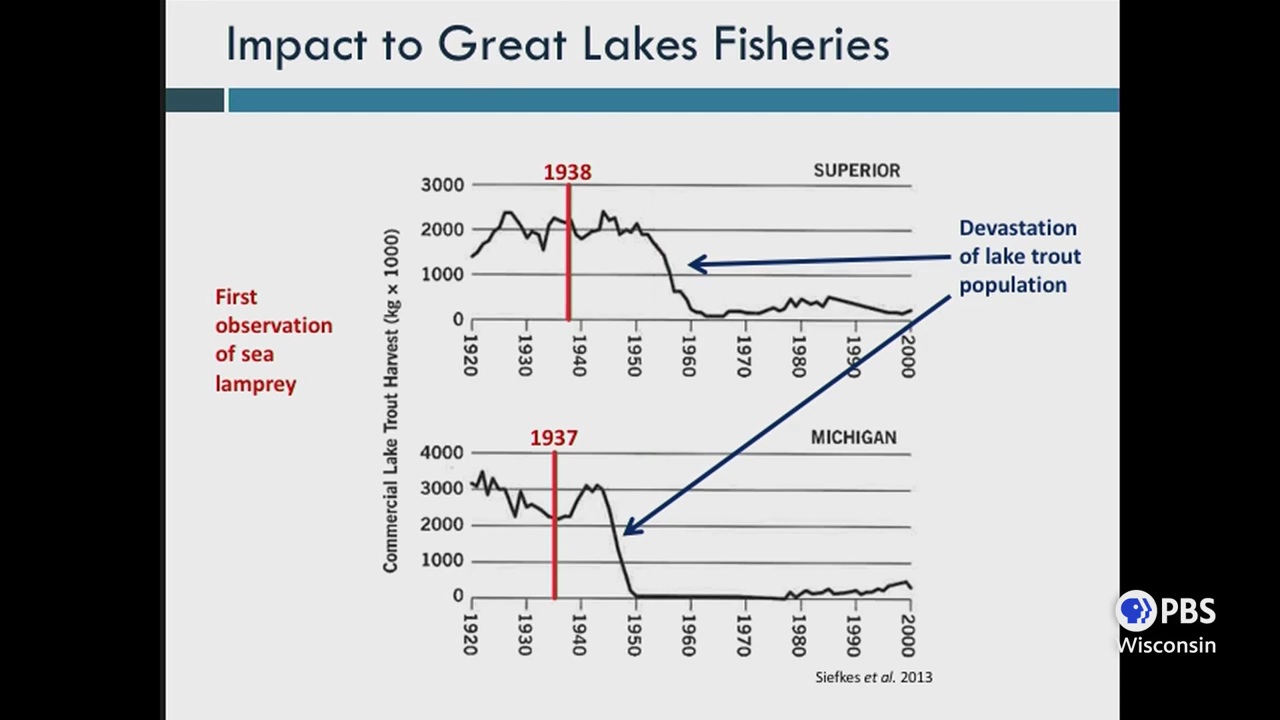 Impact to Great Lakes Fisheries
1938
SUPERIOR
3000
2000
1000
0
1920
1930
1940
1950
1960
1970
1980
1990
2000
First
observation
of sea
lamprey
Commercial Lake Trout Harvest (kg × 1000)
Devastation
of lake trout
population
1937
MICHIGAN
4000
3000
2000
1000
0
1920
1930
1940
1950
1960
1970
1980
1990
2000
Siefkes et al. 2013
PBS
Wisconsin